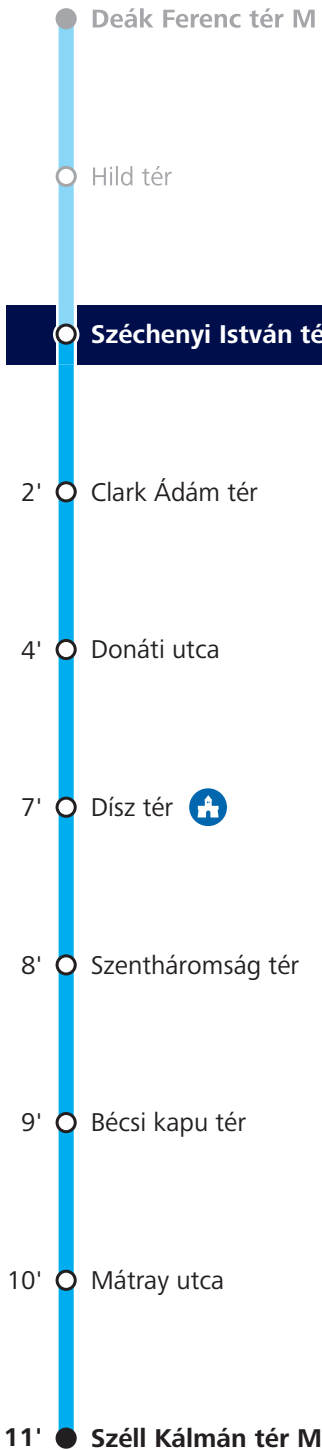 Deák Ferenc tér M
Hild tér
Széchenyi István té
2' Clark Ádám tér
4' Donáti utca
7' Dísz tér
8' Szentháromság tér
9' Bécsi kapu tér
10' Mátray utca
11' Széll Kálmán tér M